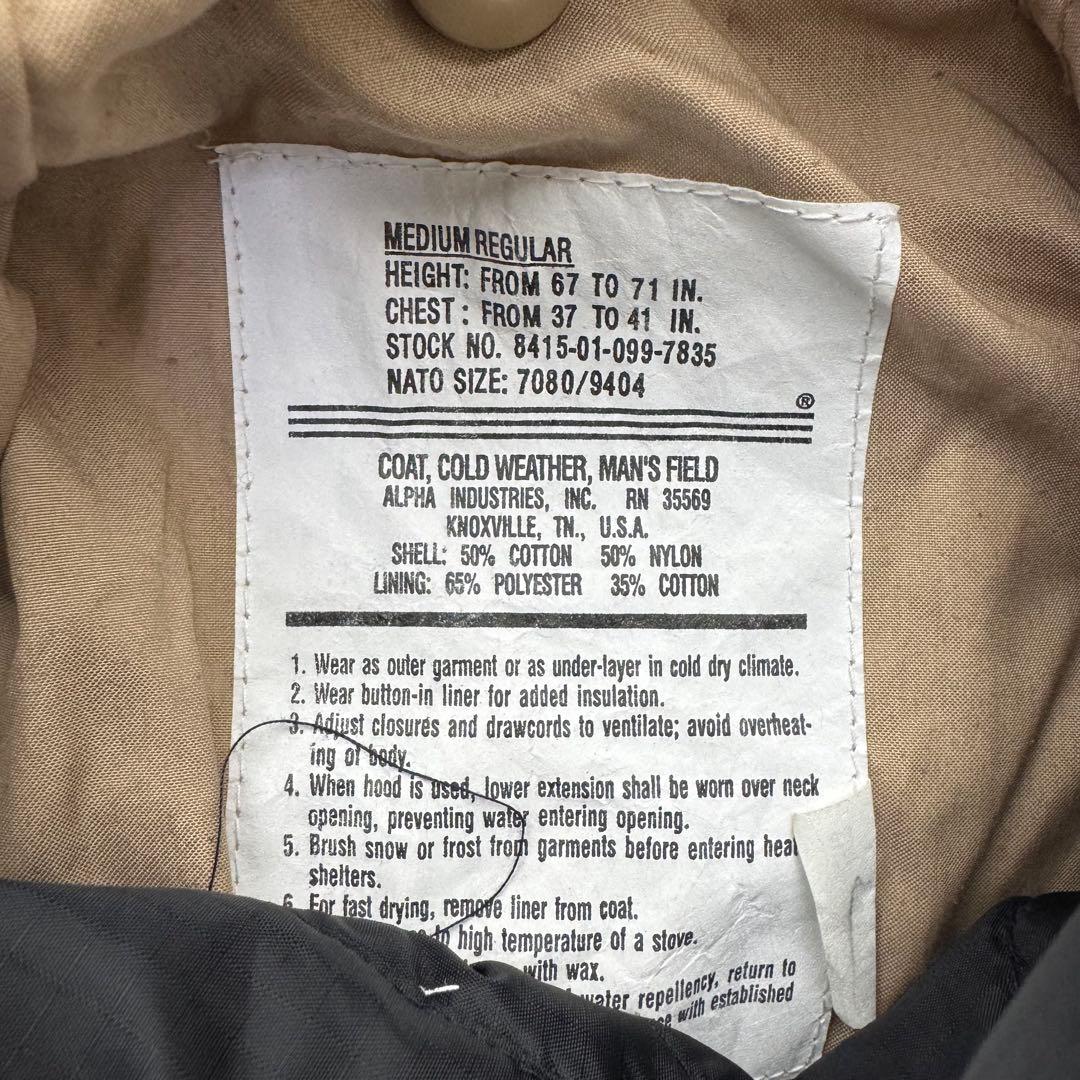 MEDIUM REGULAR
HEIGHT: FROM 67 TO 71 IN.
CHEST : FROM 37 TO 41 IN.
STOCK NO. 8415-01-099-7835
NATO SIZE: 7080/9404
®
COAT, COLD WEATHER, MAN'S FIELD
ALPHA INDUSTRIES, INC. RN 35569
KNOXVILLE, TN., U.S.A.
SHELL: 50% COTTON 50% NYLON
LINING: 65% POLYESTER 35% COTTON
1. Wear as outer garment or as under-layer in cold dry climate.
2. Wear button-in liner for added insulation.
3. Adjust closures and drawcords to ventilate; avoid overheat-
ing of body.
4. When hood is used, lower extension shall be worn over neck
opening, preventing water entering opening.
5. Brush snow or frost from garments before entering heat
shelters.
6. For fast drying, remove liner from coat.
to high temperature of a stove.
with wax.
water repellency, return to
with established